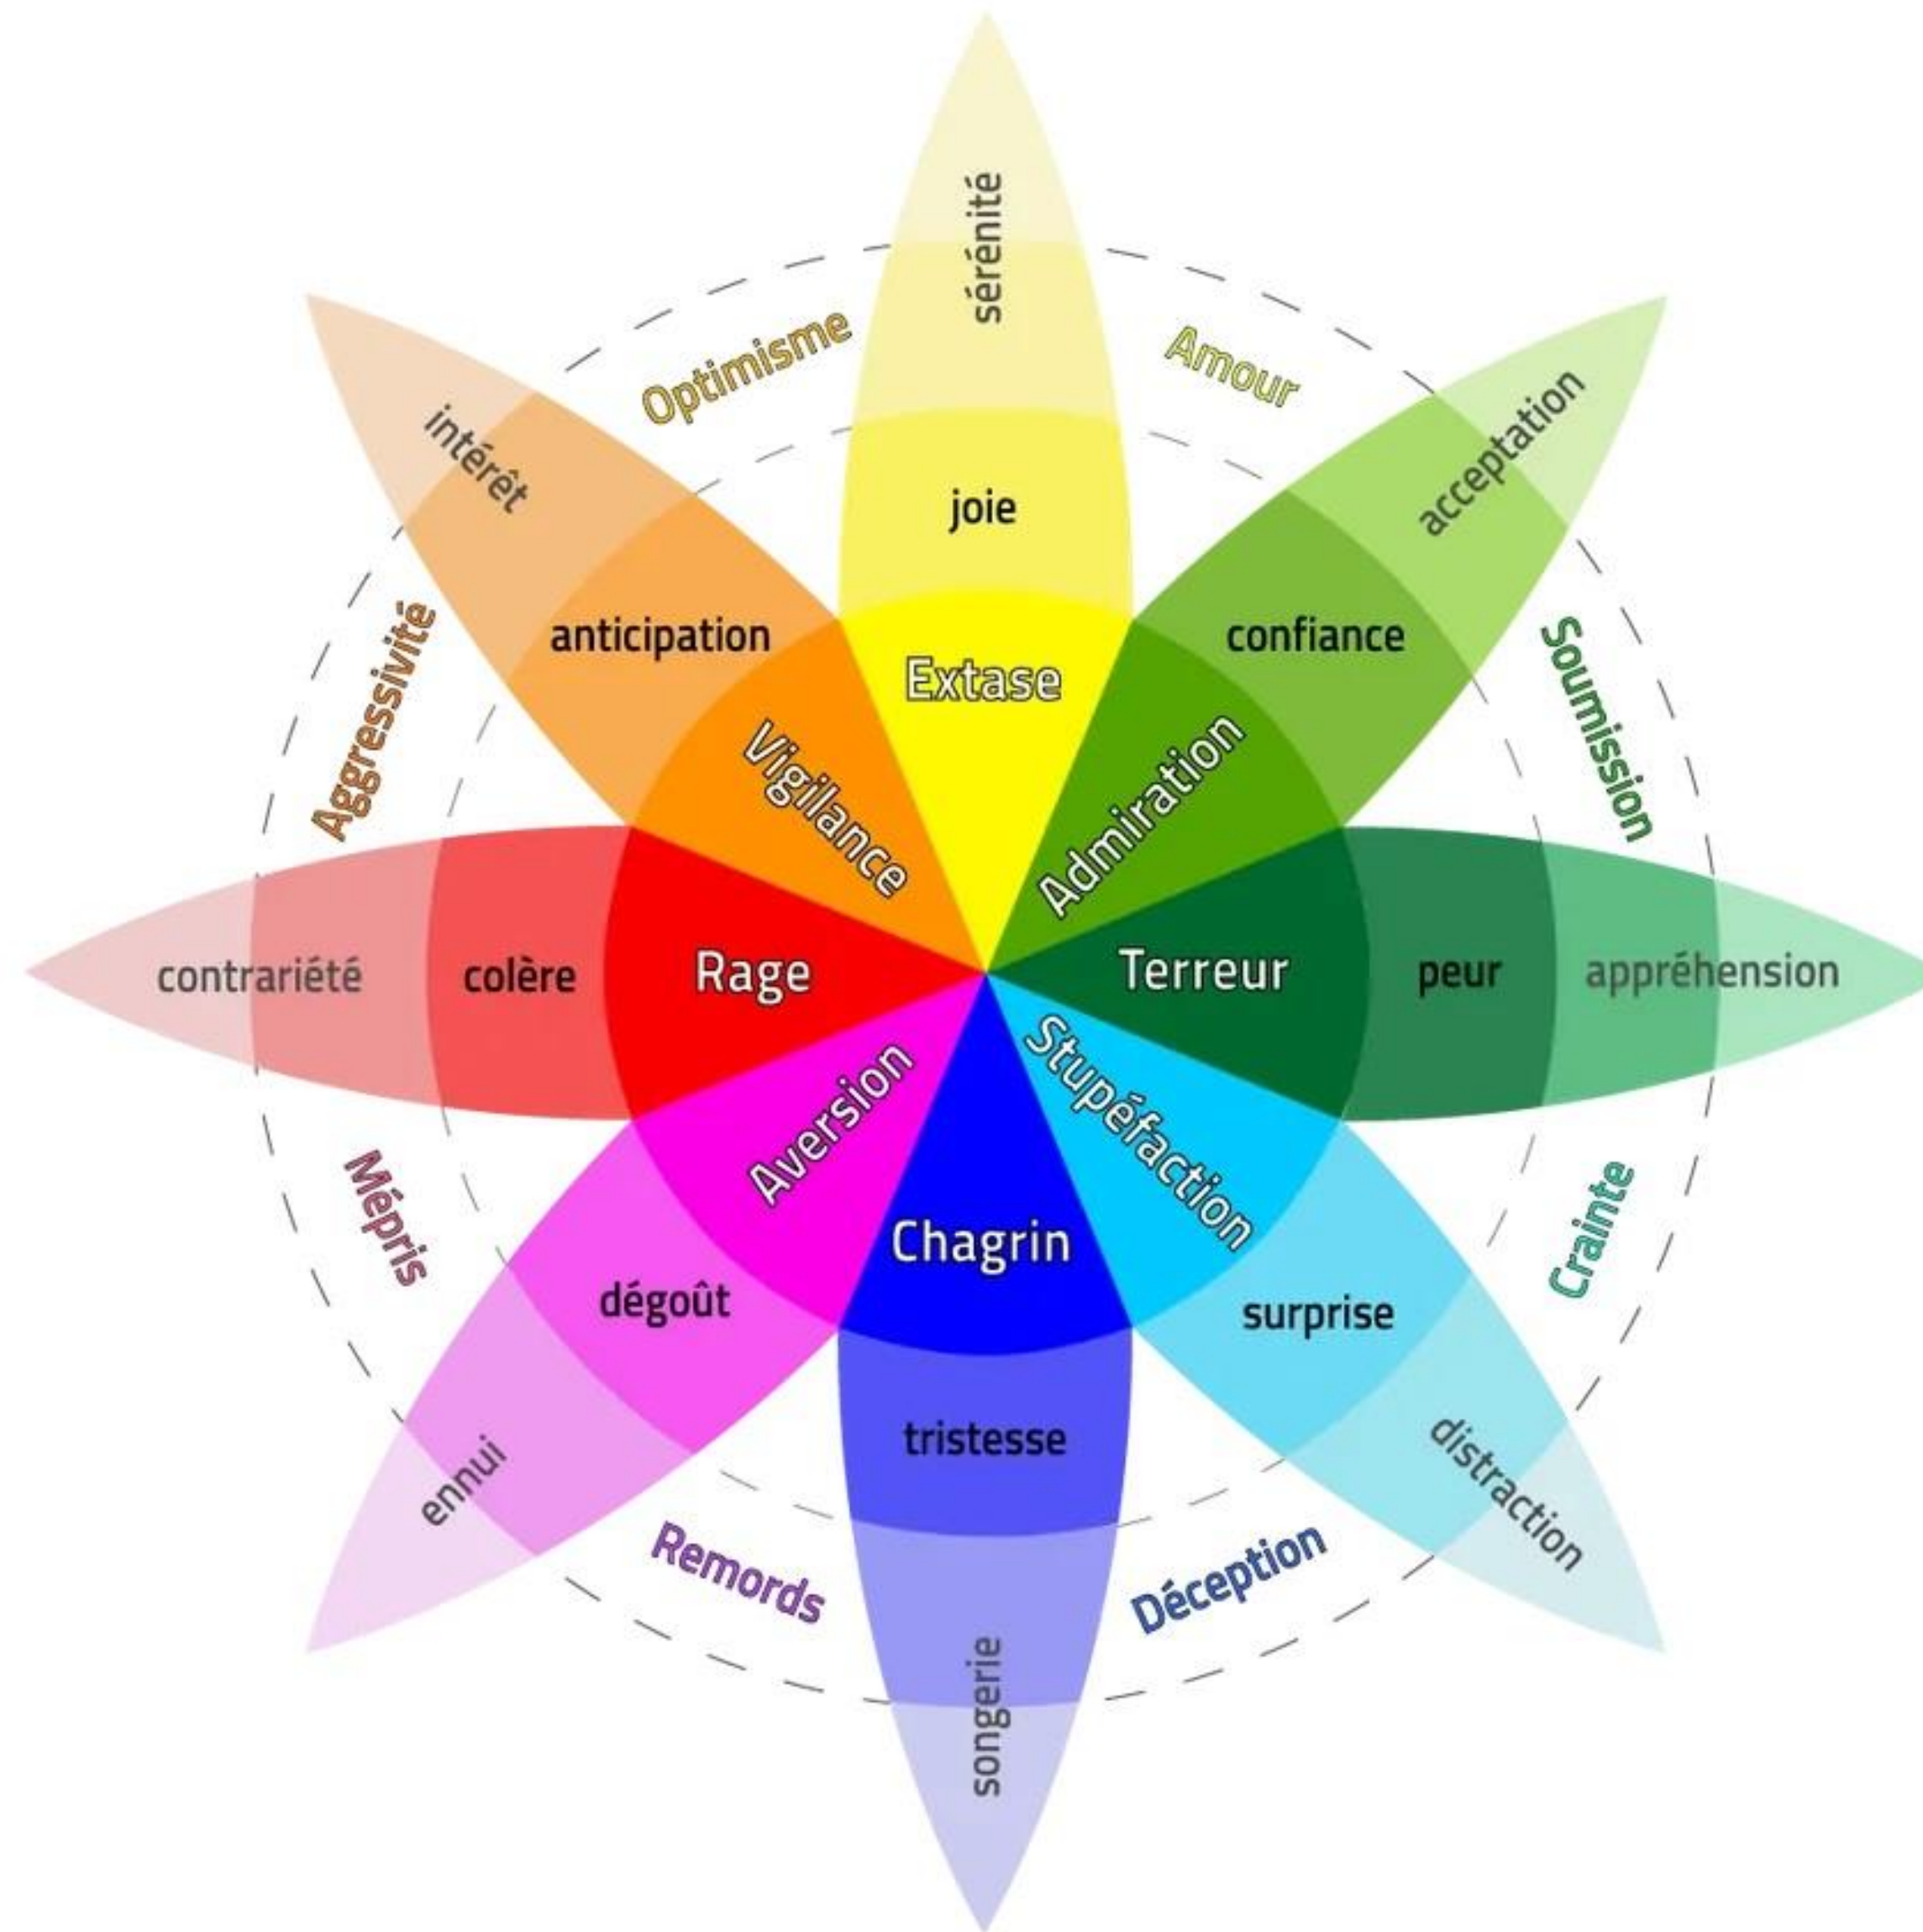 sérénité
Optimisme
Amour
intérêt
acceptation
joie
anticipation
confiance
Extase
Aggressivité
Soumission
Vigilance
Admiration
contrariété
colère
Rage
Terreur
peur
appréhension
Aversion
Stupéfaction
Mépris
Chagrin
Crainte
dégoût
surprise
tristesse
ennui
distraction
Remords
Déception
songerie